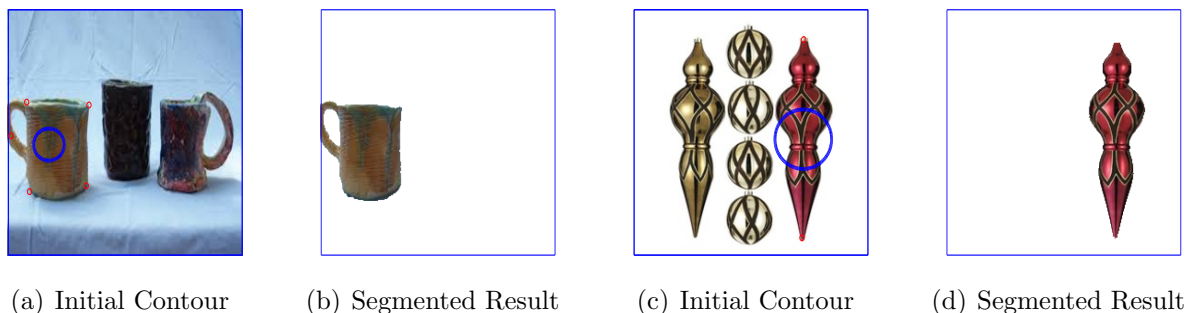 (a) Initial Contour
(b) Segmented Result
(c) Initial Contour
(d) Segmented Result